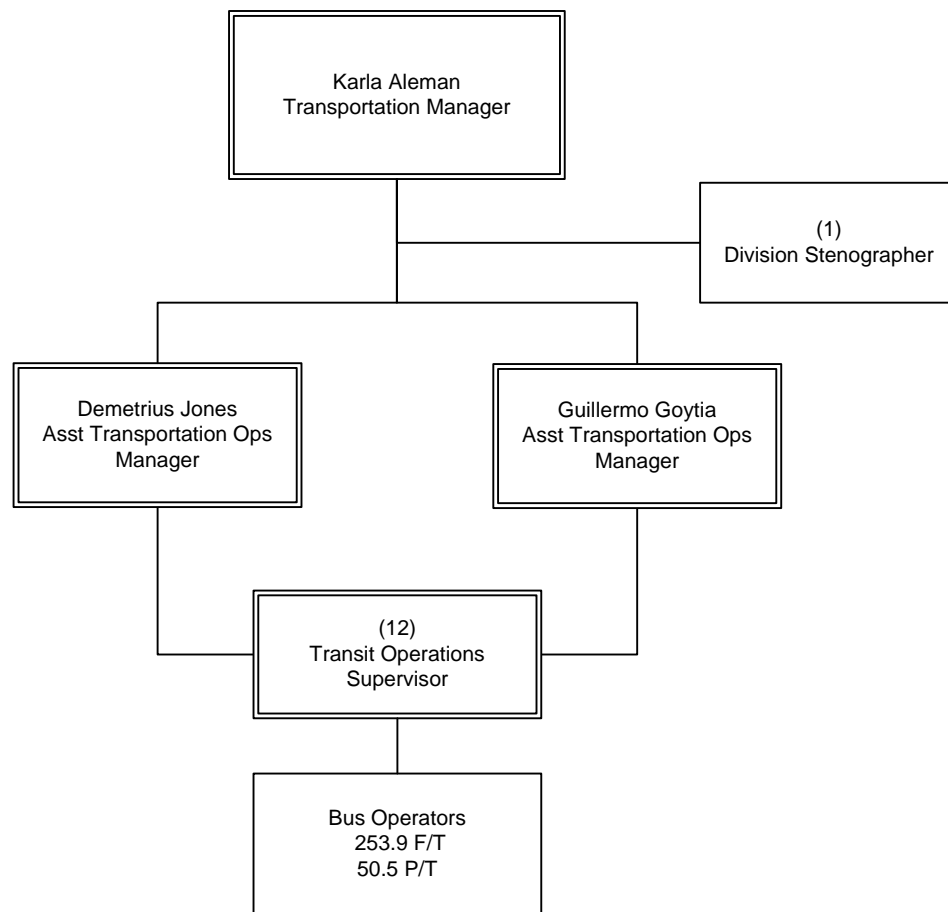 Karla Aleman
Transportation Manager
(1)
Division Stenographer
Demetrius Jones
Asst Transportation Ops
Manager
Guillermo Goytia
Asst Transportation Ops
Manager
(12)
Transit Operations
Supervisor
Bus Operators
253.9 F/T
50.5 P/T